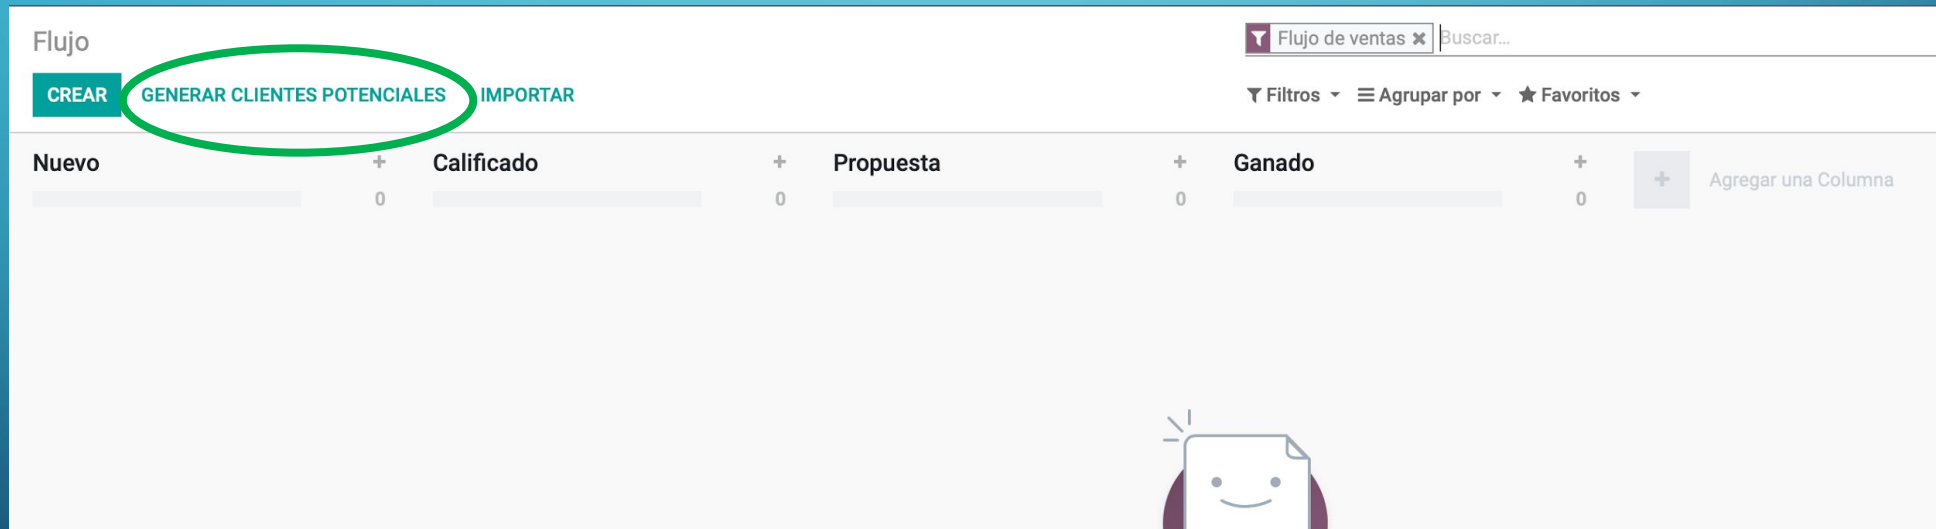 Flujo
Flujo de ventas ✖ Buscar...
CREAR GENERAR CLIENTES POTENCIALES IMPORTAR
Filtros Agrupar por Favoritos
Nuevo + Calificado + Propuesta + Ganado + + Agregar una Columna
0 0 0 0